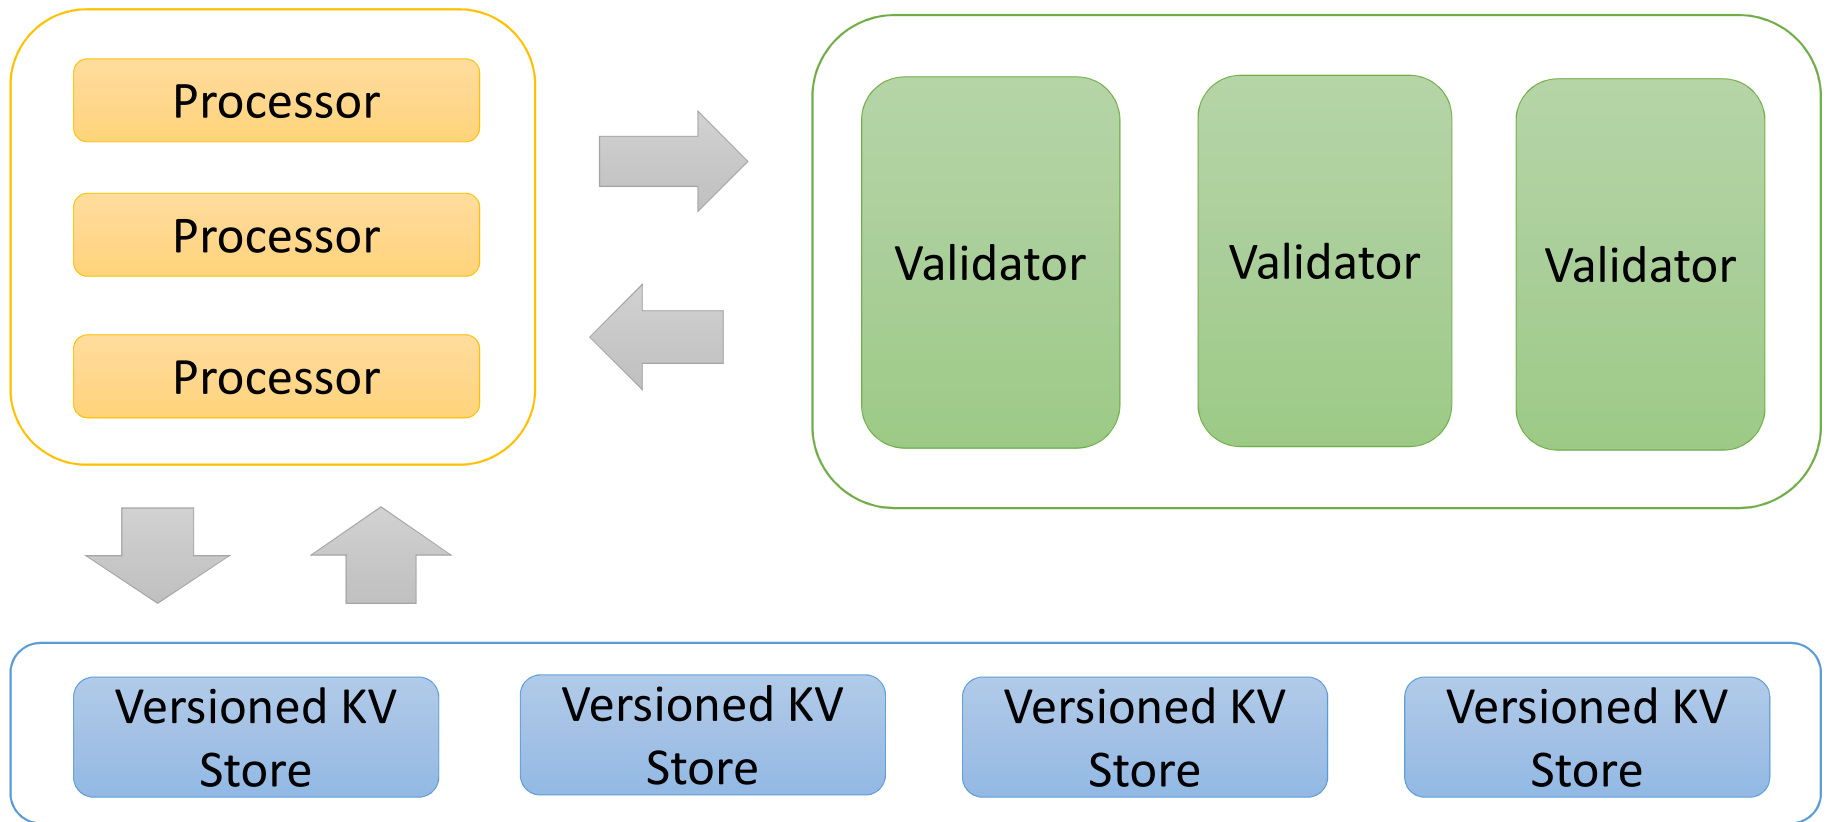 Processor
Processor
Processor
Validator
Validator
Validator
Versioned KV
Store
Versioned KV
Store
Versioned KV
Store
Versioned KV
Store